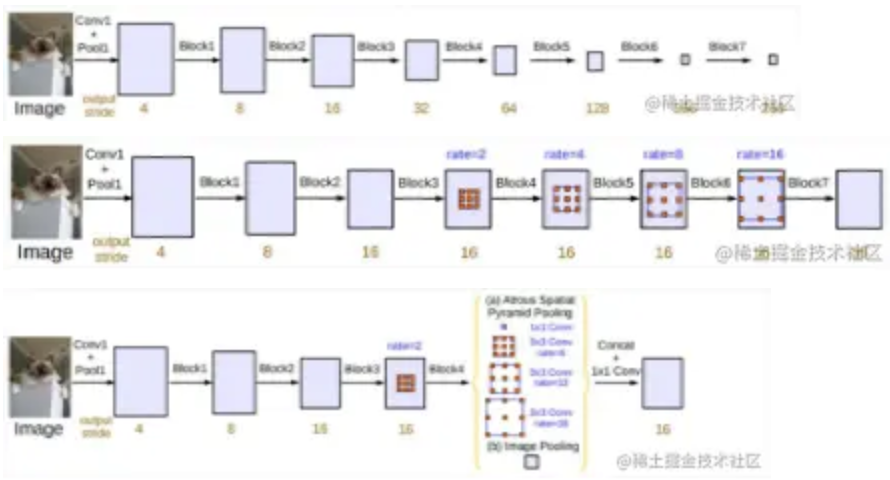 Conv1
+
Pool1
Block1
Block2
Block3
Block4
Block5
Block6
Block7
Image
output
stride
4
8
16
32
64
128
@稀土掘金技术社区
rate=2
rate=4
rate=8
rate=16
Conv1
+
Pool1
Block1
Block2
Block3
Block4
Block5
Block6
Block7
Image
output
stride
4
8
16
16
16
16
@稀土掘金技术社区
(a) Atrous Spatial
Pyramid Pooling
Conv1
+
Pool1
Block1
Block2
Block3
rate=2
Block4
1x1 Conv
3x3 Conv
rate=6
3x3 Conv
rate=12
3x3 Conv
rate=18
(b) Image Pooling
Concat
+
1x1 Conv
Image
output
stride
4
8
16
16
16
@稀土掘金技术社区